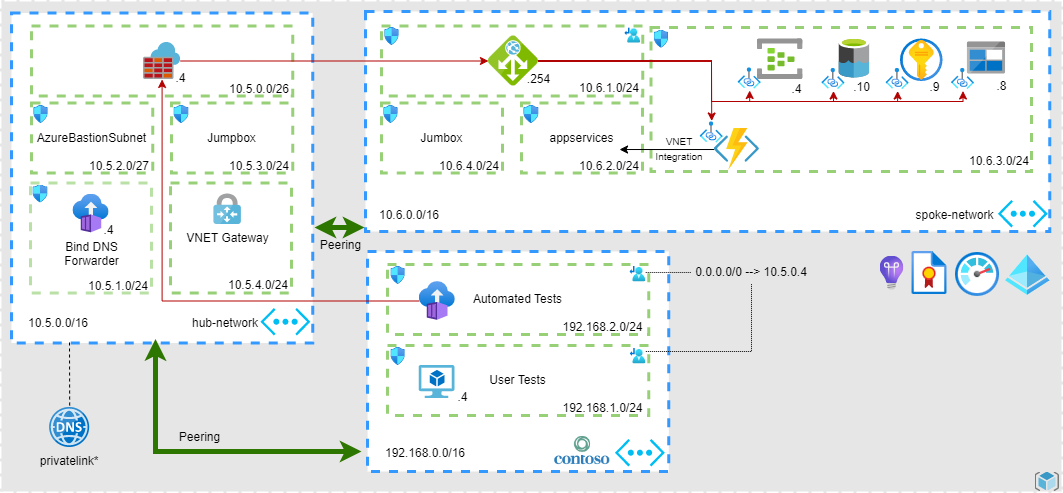 .4
10.5.0.0/26
AzureBastionSubnet
10.5.2.0/27
Jumpbox
10.5.3.0/24
.4
Bind DNS
Forwarder
10.5.1.0/24
VNET Gateway
10.5.4.0/24
10.5.0.0/16
hub-network
.254
10.6.1.0/24
.4
.10
.9
.8
Jumbox
10.6.4.0/24
appservices
10.6.2.0/24
VNET
Integration
10.6.3.0/24
10.6.0.0/16
spoke-network
Peering
Automated Tests
192.168.2.0/24
0.0.0.0/0 --> 10.5.0.4
User Tests
.4
192.168.1.0/24
192.168.0.0/16
contoso
Peering
DNS
privatelink*